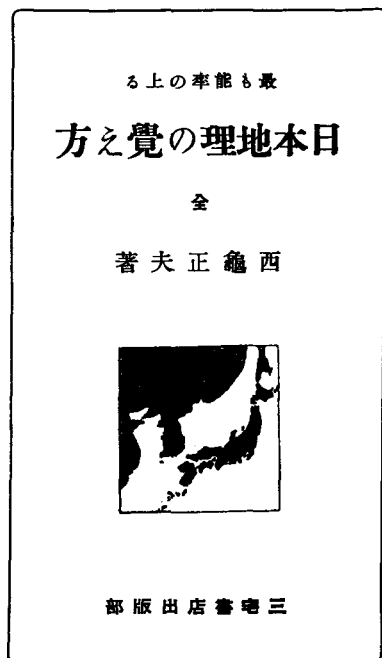 最も能率の上る
日本地理の覺え方
全
西龜正夫著
三宅書店出版部